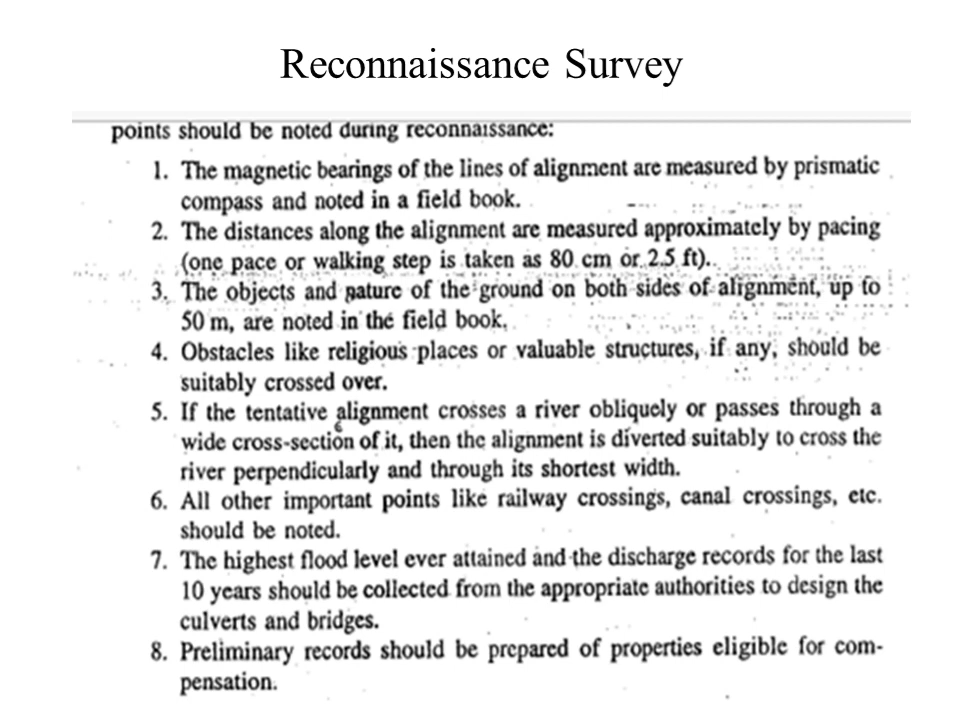 Reconnaissance Survey
points should be noted during reconnaissance:
1. The magnetic bearings of the lines of alignment are measured by prismatic
compass and noted in a field book.
2. The distances along the alignment are measured approximately by pacing
(one pace or walking step is taken as 80 cm or 2.5 ft)..
3. The objects and nature of the ground on both sides of alignment, up to
50 m, are noted in the field book.
4. Obstacles like religious places or valuable structures, if any, should be
suitably crossed over.
5. If the tentative alignment crosses a river obliquely or passes through a
wide cross-section of it, then the alignment is diverted suitably to cross the
river perpendicularly and through its shortest width.
6. All other important points like railway crossings, canal crossings, etc.
should be noted.
7. The highest flood level ever attained and the discharge records for the last
10 years should be collected from the appropriate authorities to design the
culverts and bridges.
8. Preliminary records should be prepared of properties eligible for com-
pensation.